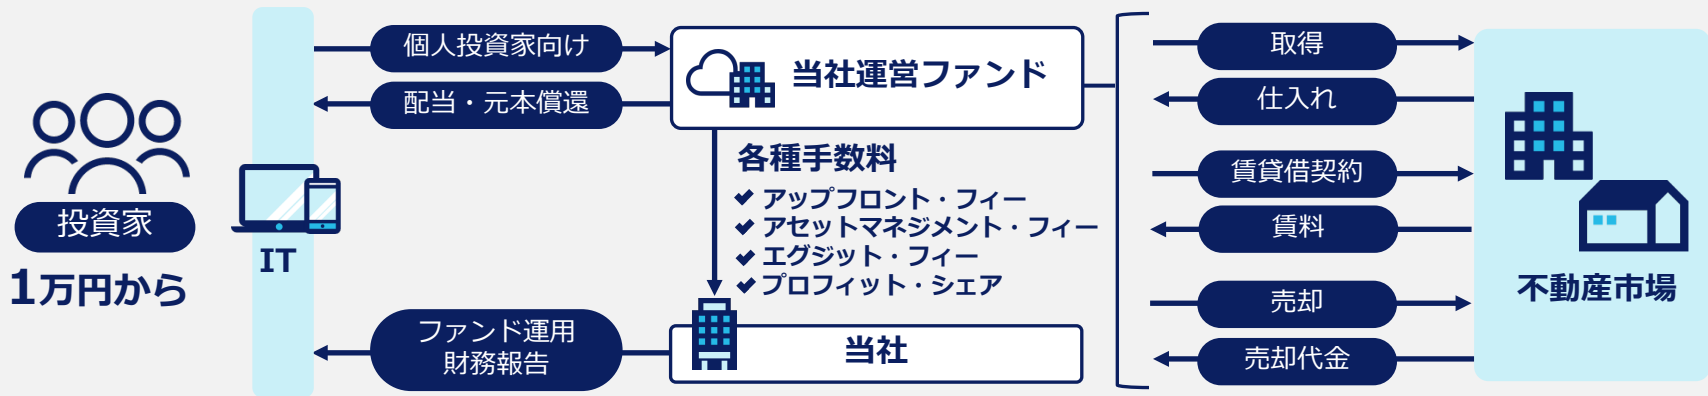 投資家
1万円から
IT
個人投資家向け
配当・元本償還
当社運営ファンド
各種手数料
アップフロント・フィー
アセットマネジメント・フィー
エグジット・フィー
プロフィット・シェア
ファンド運用
財務報告
当社
取得
仕入れ
賃貸借契約
賃料
売却
売却代金
不動産市場